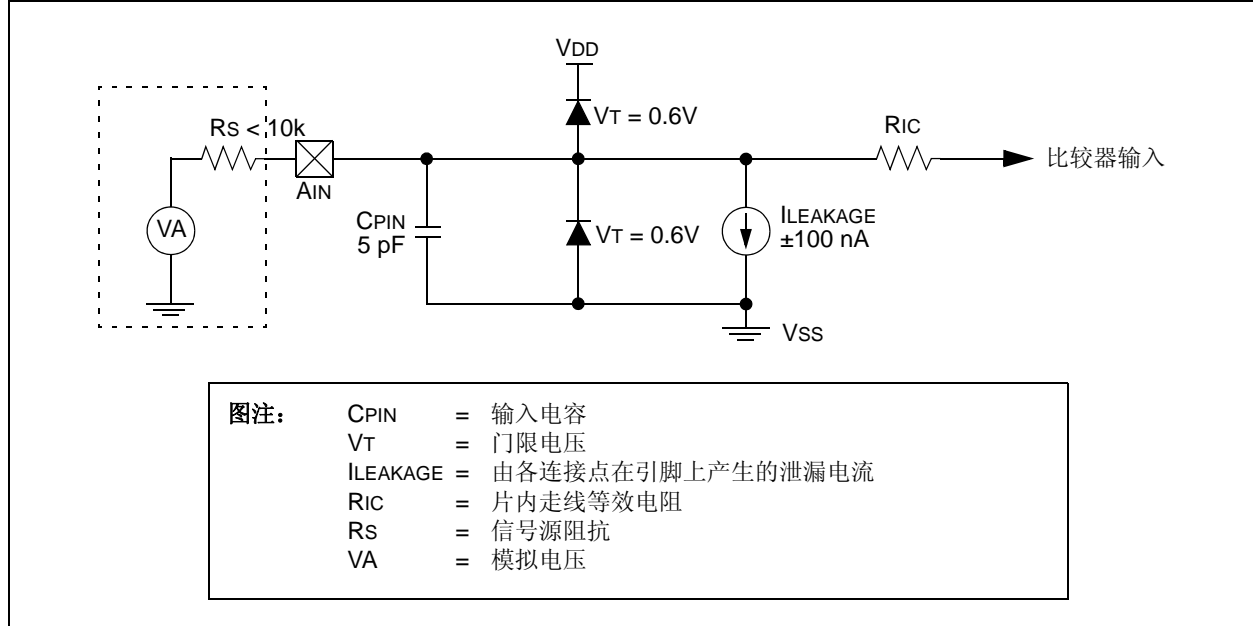 VDD
VT = 0.6V
RS < 10k
RIC
比较器输入
AIN
VA
CPIN
5 pF
VT = 0.6V
ILEAKAGE
±100 nA
VSS
图注： CPIN = 输入电容
VT = 门限电压
ILEAKAGE = 由各连接点在引脚上产生的泄漏电流
RIC = 片内走线等效电阻
RS = 信号源阻抗
VA = 模拟电压